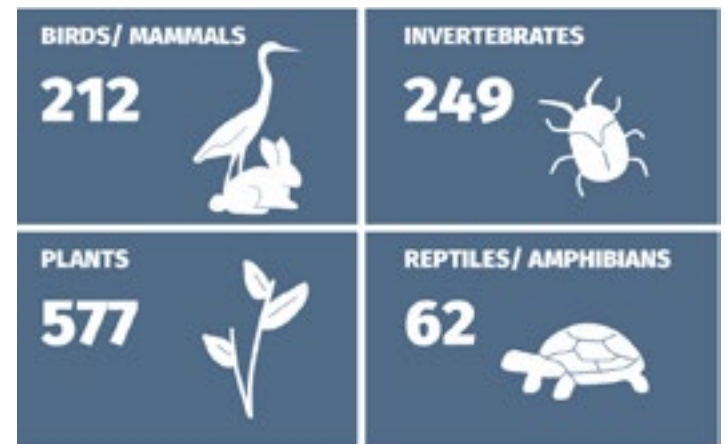 BIRDS/ MAMMALS
212
INVERTEBRATES
249
PLANTS
577
REPTILES/ AMPHIBIANS
62